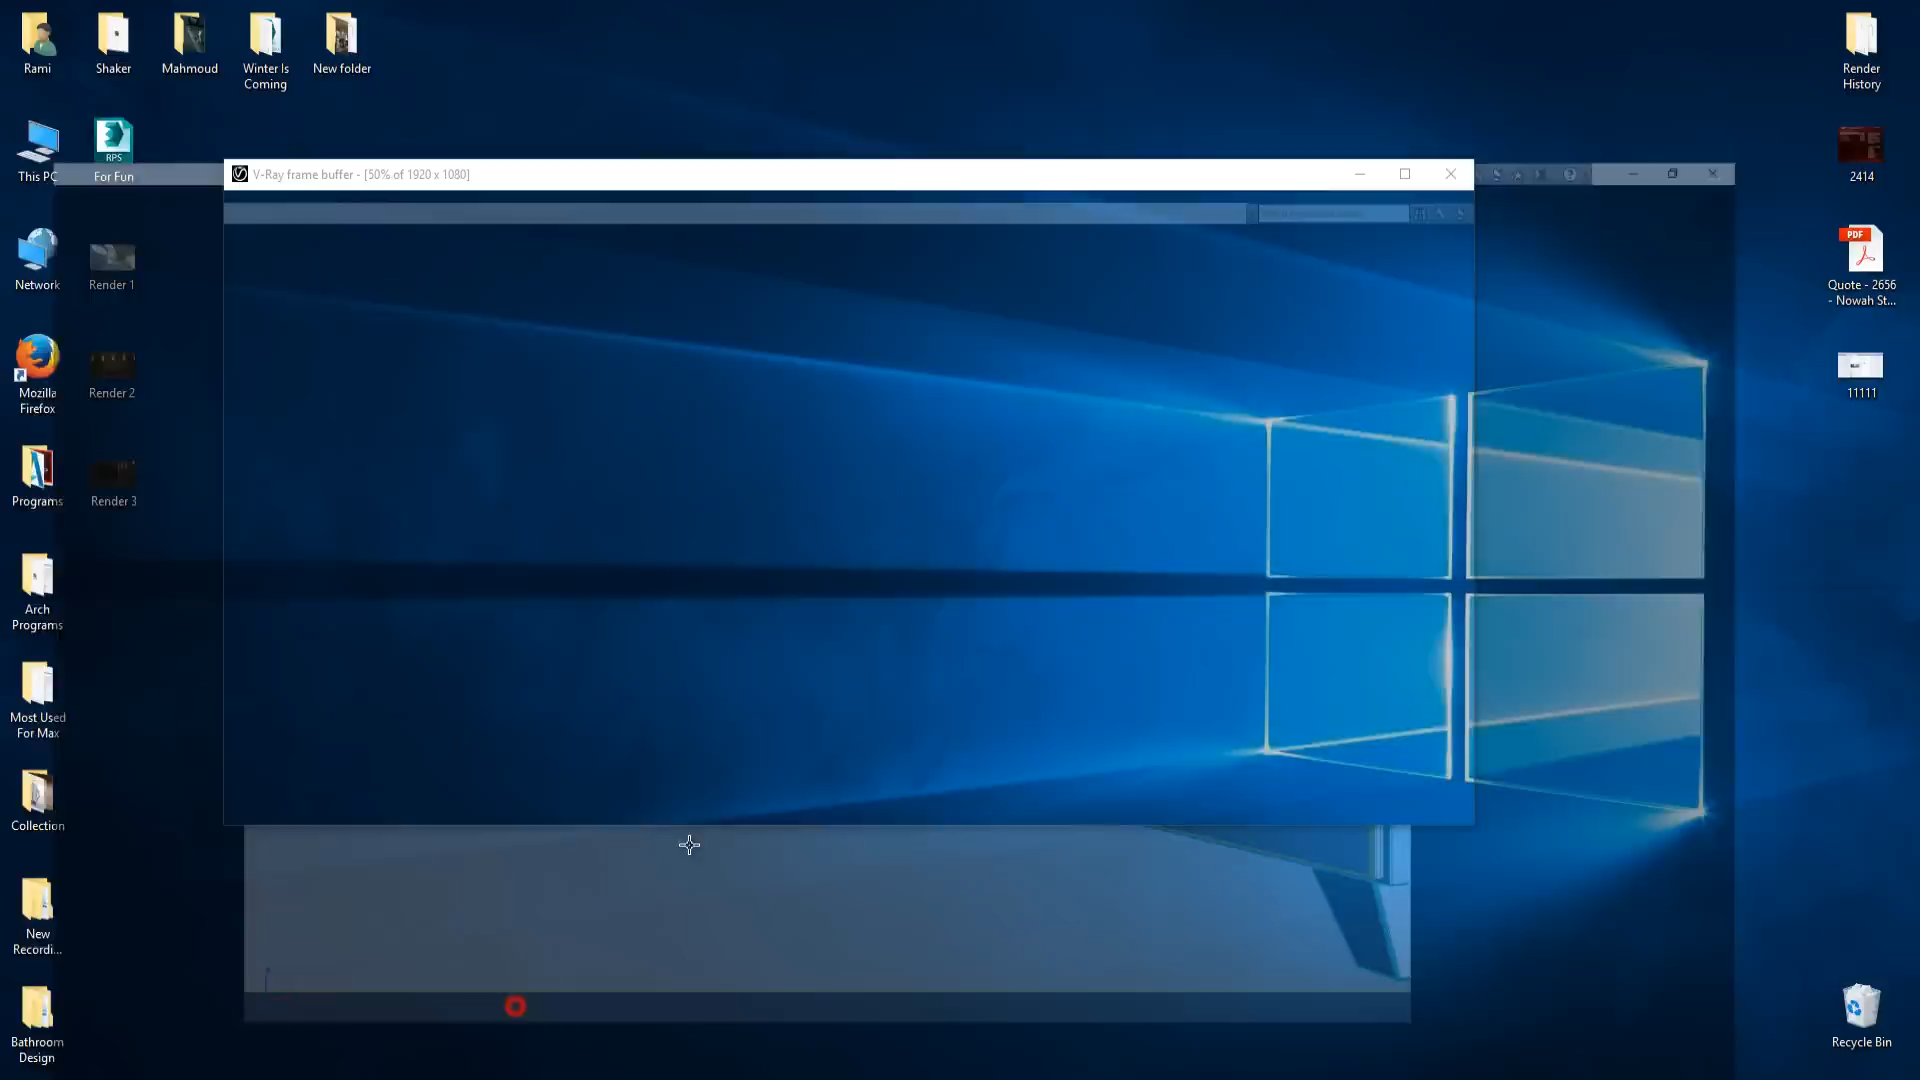 Rami
Shaker
Mahmoud
Winter Is
Coming
New folder
Render
History
RPS
This PC
For Fun
V-Ray frame buffer - [50% of 1920 x 1080]
2414
Network
Render 1
PDF
Quote - 2656
- Nowah St...
Mozilla
Firefox
Render 2
11111
Programs
Render 3
Arch
Programs
Most Used
For Max
Collection
New
Recordi...
Bathroom
Design
Recycle Bin